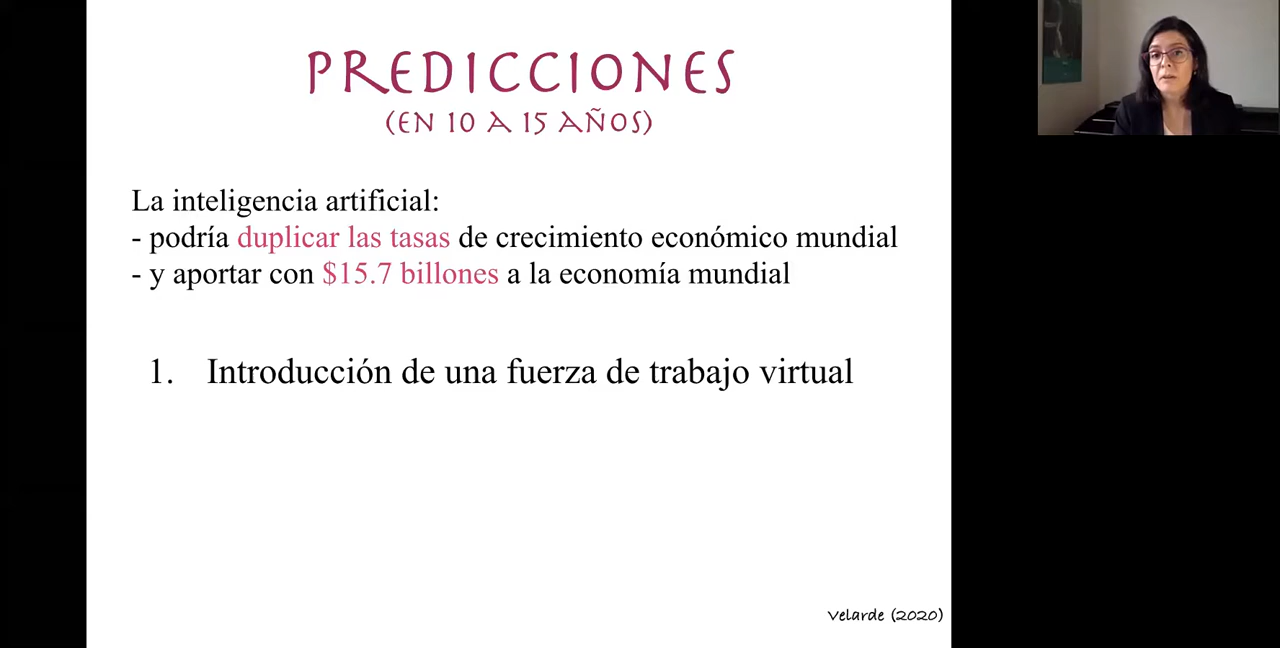 PREDICCIONES
(EN 10 A 15 AÑOS)
La inteligencia artificial:
- podría duplicar las tasas de crecimiento económico mundial
- y aportar con $15.7 billones a la economía mundial
1. Introducción de una fuerza de trabajo virtual
Velarde (2020)